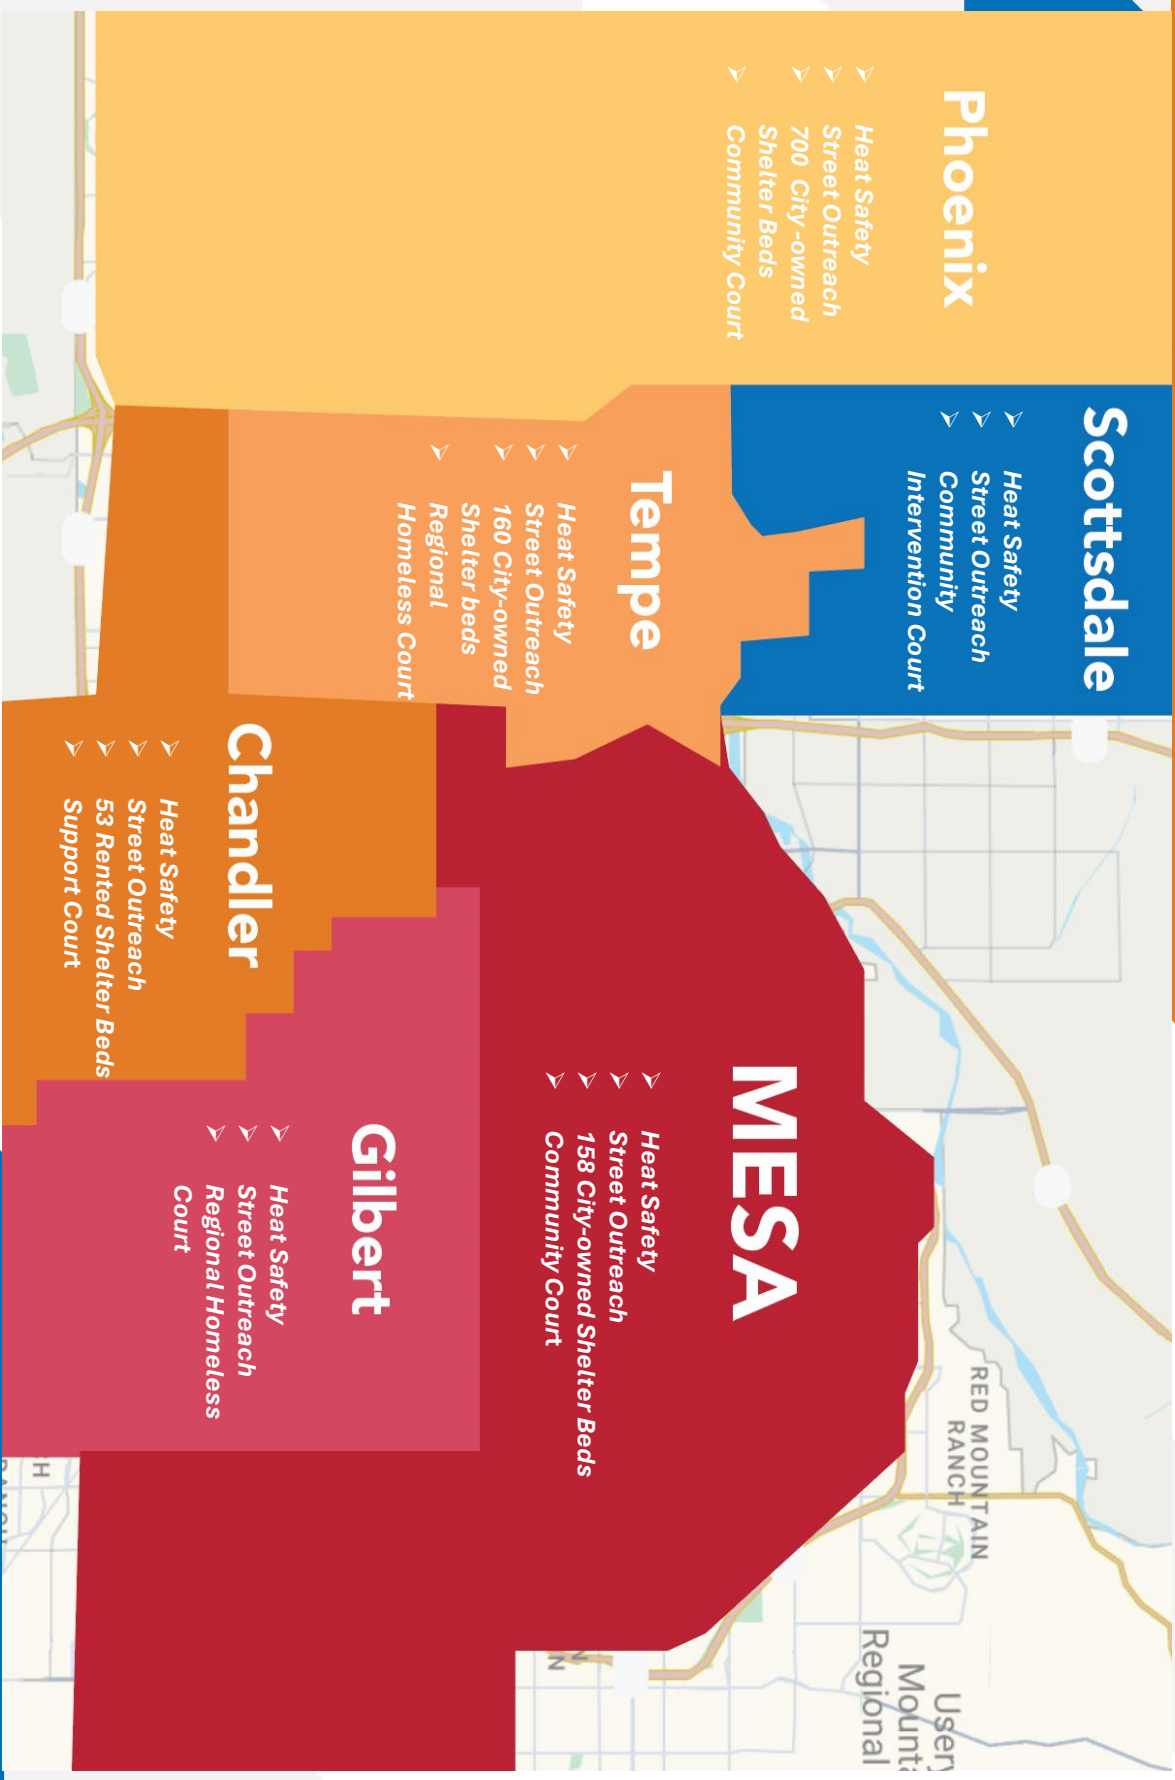 Phoenix
Heat Safety
Street Outreach
700 City-owned
Shelter Beds
Community Court
Scottsdale
Heat Safety
Street Outreach
Community
Intervention Court
Tempe
Heat Safety
Street Outreach
160 City-owned
Shelter beds
Regional
Homeless Court
MESA
Heat Safety
Street Outreach
158 City-owned Shelter Beds
Community Court
Chandler
Heat Safety
Street Outreach
53 Rented Shelter Beds
Support Court
Gilbert
Heat Safety
Street Outreach
Regional Homeless
Court
RED MOUNTAIN
RANCH
Usery
Mounta
Regional